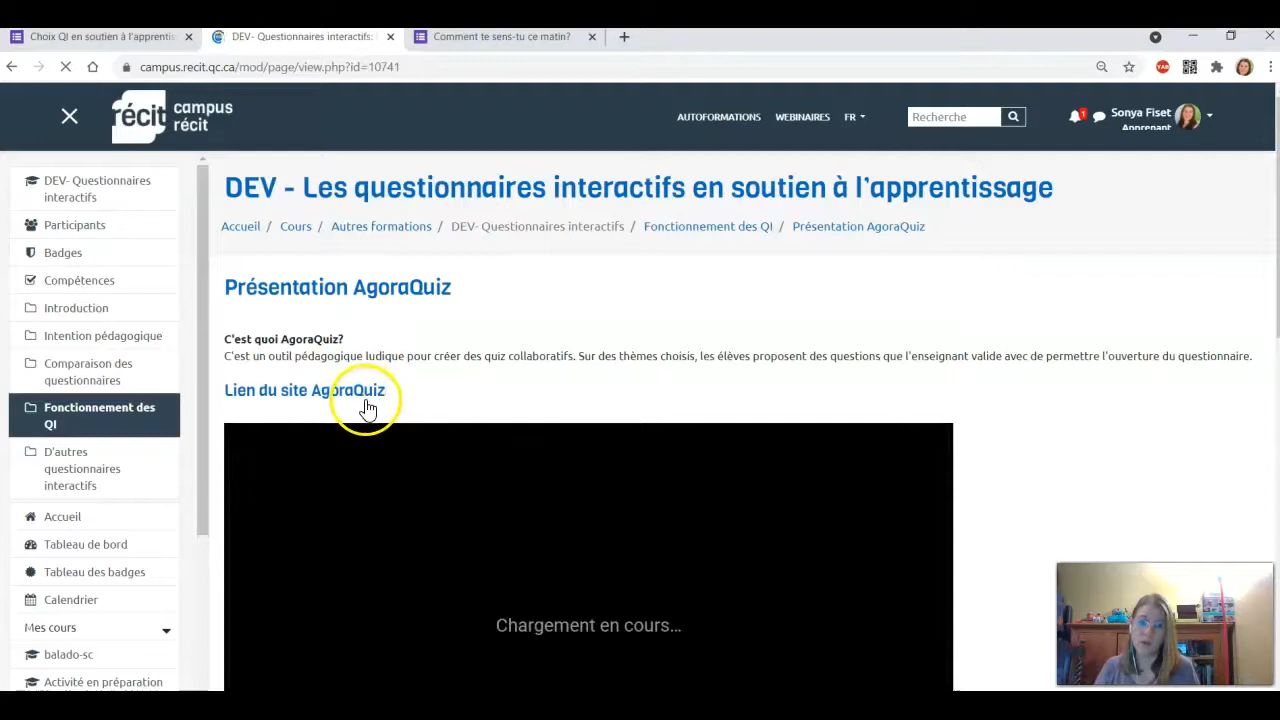 Choix QI en soutien à l'apprentis
DEV- Questionnaires interactifs:
Comment te sens-tu ce matin?
campus.recit.qc.ca/mod/page/view.php?id=10741
récit campus récit
AUTOFORMATIONS WEBINAIRES FR
Recherche
1
Sonya Fiset
Apprenant
DEV- Questionnaires interactifs
Participants
Badges
Compétences
Introduction
Intention pédagogique
Comparaison des questionnaires
Fonctionnement des QI
D'autres questionnaires interactifs
Accueil
Tableau de bord
Tableau des badges
Calendrier
Mes cours
balado-sc
Activité en préparation
DEV - Les questionnaires interactifs en soutien à l'apprentissage
Accueil / Cours / Autres formations / DEV- Questionnaires interactifs / Fonctionnement des QI / Présentation AgoraQuiz
Présentation AgoraQuiz
C'est quoi AgoraQuiz?
C'est un outil pédagogique ludique pour créer des quiz collaboratifs. Sur des thèmes choisis, les élèves proposent des questions que l'enseignant valide avec de permettre l'ouverture du questionnaire.
Lien du site AgoraQuiz
Chargement en cours...